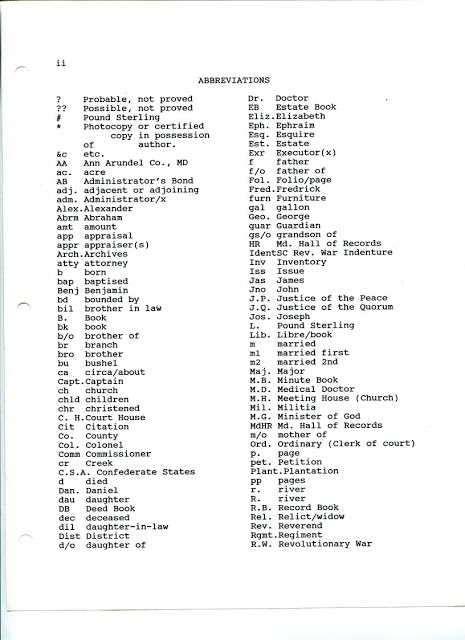 ii
ABBREVIATIONS
? Probable, not proved
?? Possible, not proved
# Pound Sterling
* Photocopy or certified
copy in possession
of author.
&c etc.
AA Ann Arundel Co., MD
ac. acre
AB Administrator's Bond
adj. adjacent or adjoining
adm. Administrator/x
Alex.Alexander
Abrm Abraham
amt amount
app appraisal
appr appraiser(s)
Arch.Archives
atty attorney
b born
bap baptised
Benj Benjamin
bd bounded by
bil brother in law
B. Book
bk book
b/o brother of
br branch
bro brother
bu bushel
ca circa/about
Capt.Captain
ch church
chld children
chr christened
C. H.Court House
Cit Citation
Co. County
Col. Colonel
Comm Commissioner
cr Creek
C.S.A. Confederate States
d died
Dan. Daniel
dau daughter
DB Deed Book
dec deceased
dil daughter-in-law
Dist District
d/o daughter of
Dr. Doctor
EB Estate Book
Eliz.Elizabeth
Eph. Ephraim
Esq. Esquire
Est. Estate
Exr Executor(x)
f father
f/o father of
Fol. Folio/page
Fred.Fredrick
furn Furniture
gal gallon
Geo. George
guar Guardian
gs/o grandson of
HR Md. Hall of Records
IdentSC Rev. War Indenture
Inv Inventory
Iss Issue
Jas James
Jno John
J.P. Justice of the Peace
J.Q. Justice of the Quorum
Jos. Joseph
L. Pound Sterling
Lib. Libre/book
m married
m1 married first
m2 married 2nd
Maj. Major
M.B. Minute Book
M.D. Medical Doctor
M.H. Meeting House (Church)
Mil. Militia
M.G. Minister of God
MdHR Md. Hall of Records
m/o mother of
Ord. Ordinary (Clerk of court)
p. page
pet. Petition
Plant.Plantation
pp pages
r. river
R. river
R.B. Record Book
Rel. Relict/widow
Rev. Reverend
Rgmt.Regiment
R.W. Revolutionary War